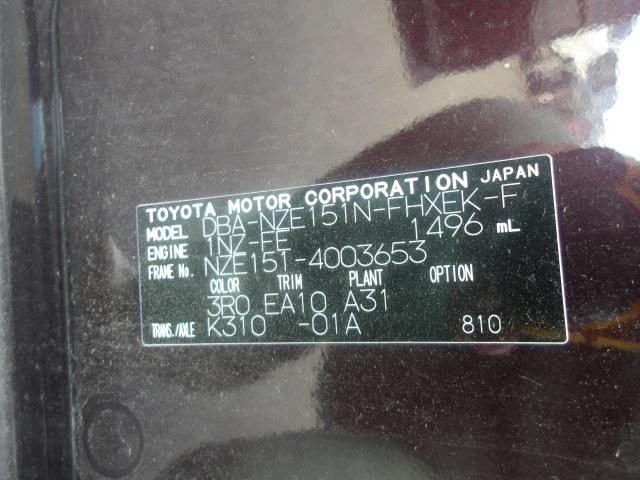 TOYOTA MOTOR CORPORATION JAPAN
MODEL DBA-NZE151N-FHXEK-F
ENGINE 1NZ-FE 1496 mL
FRAME No. NZE151-4003653
COLOR TRIM PLANT OPTION
3R0 EA10 A31
TRANS./AXLE K310 -01A 810